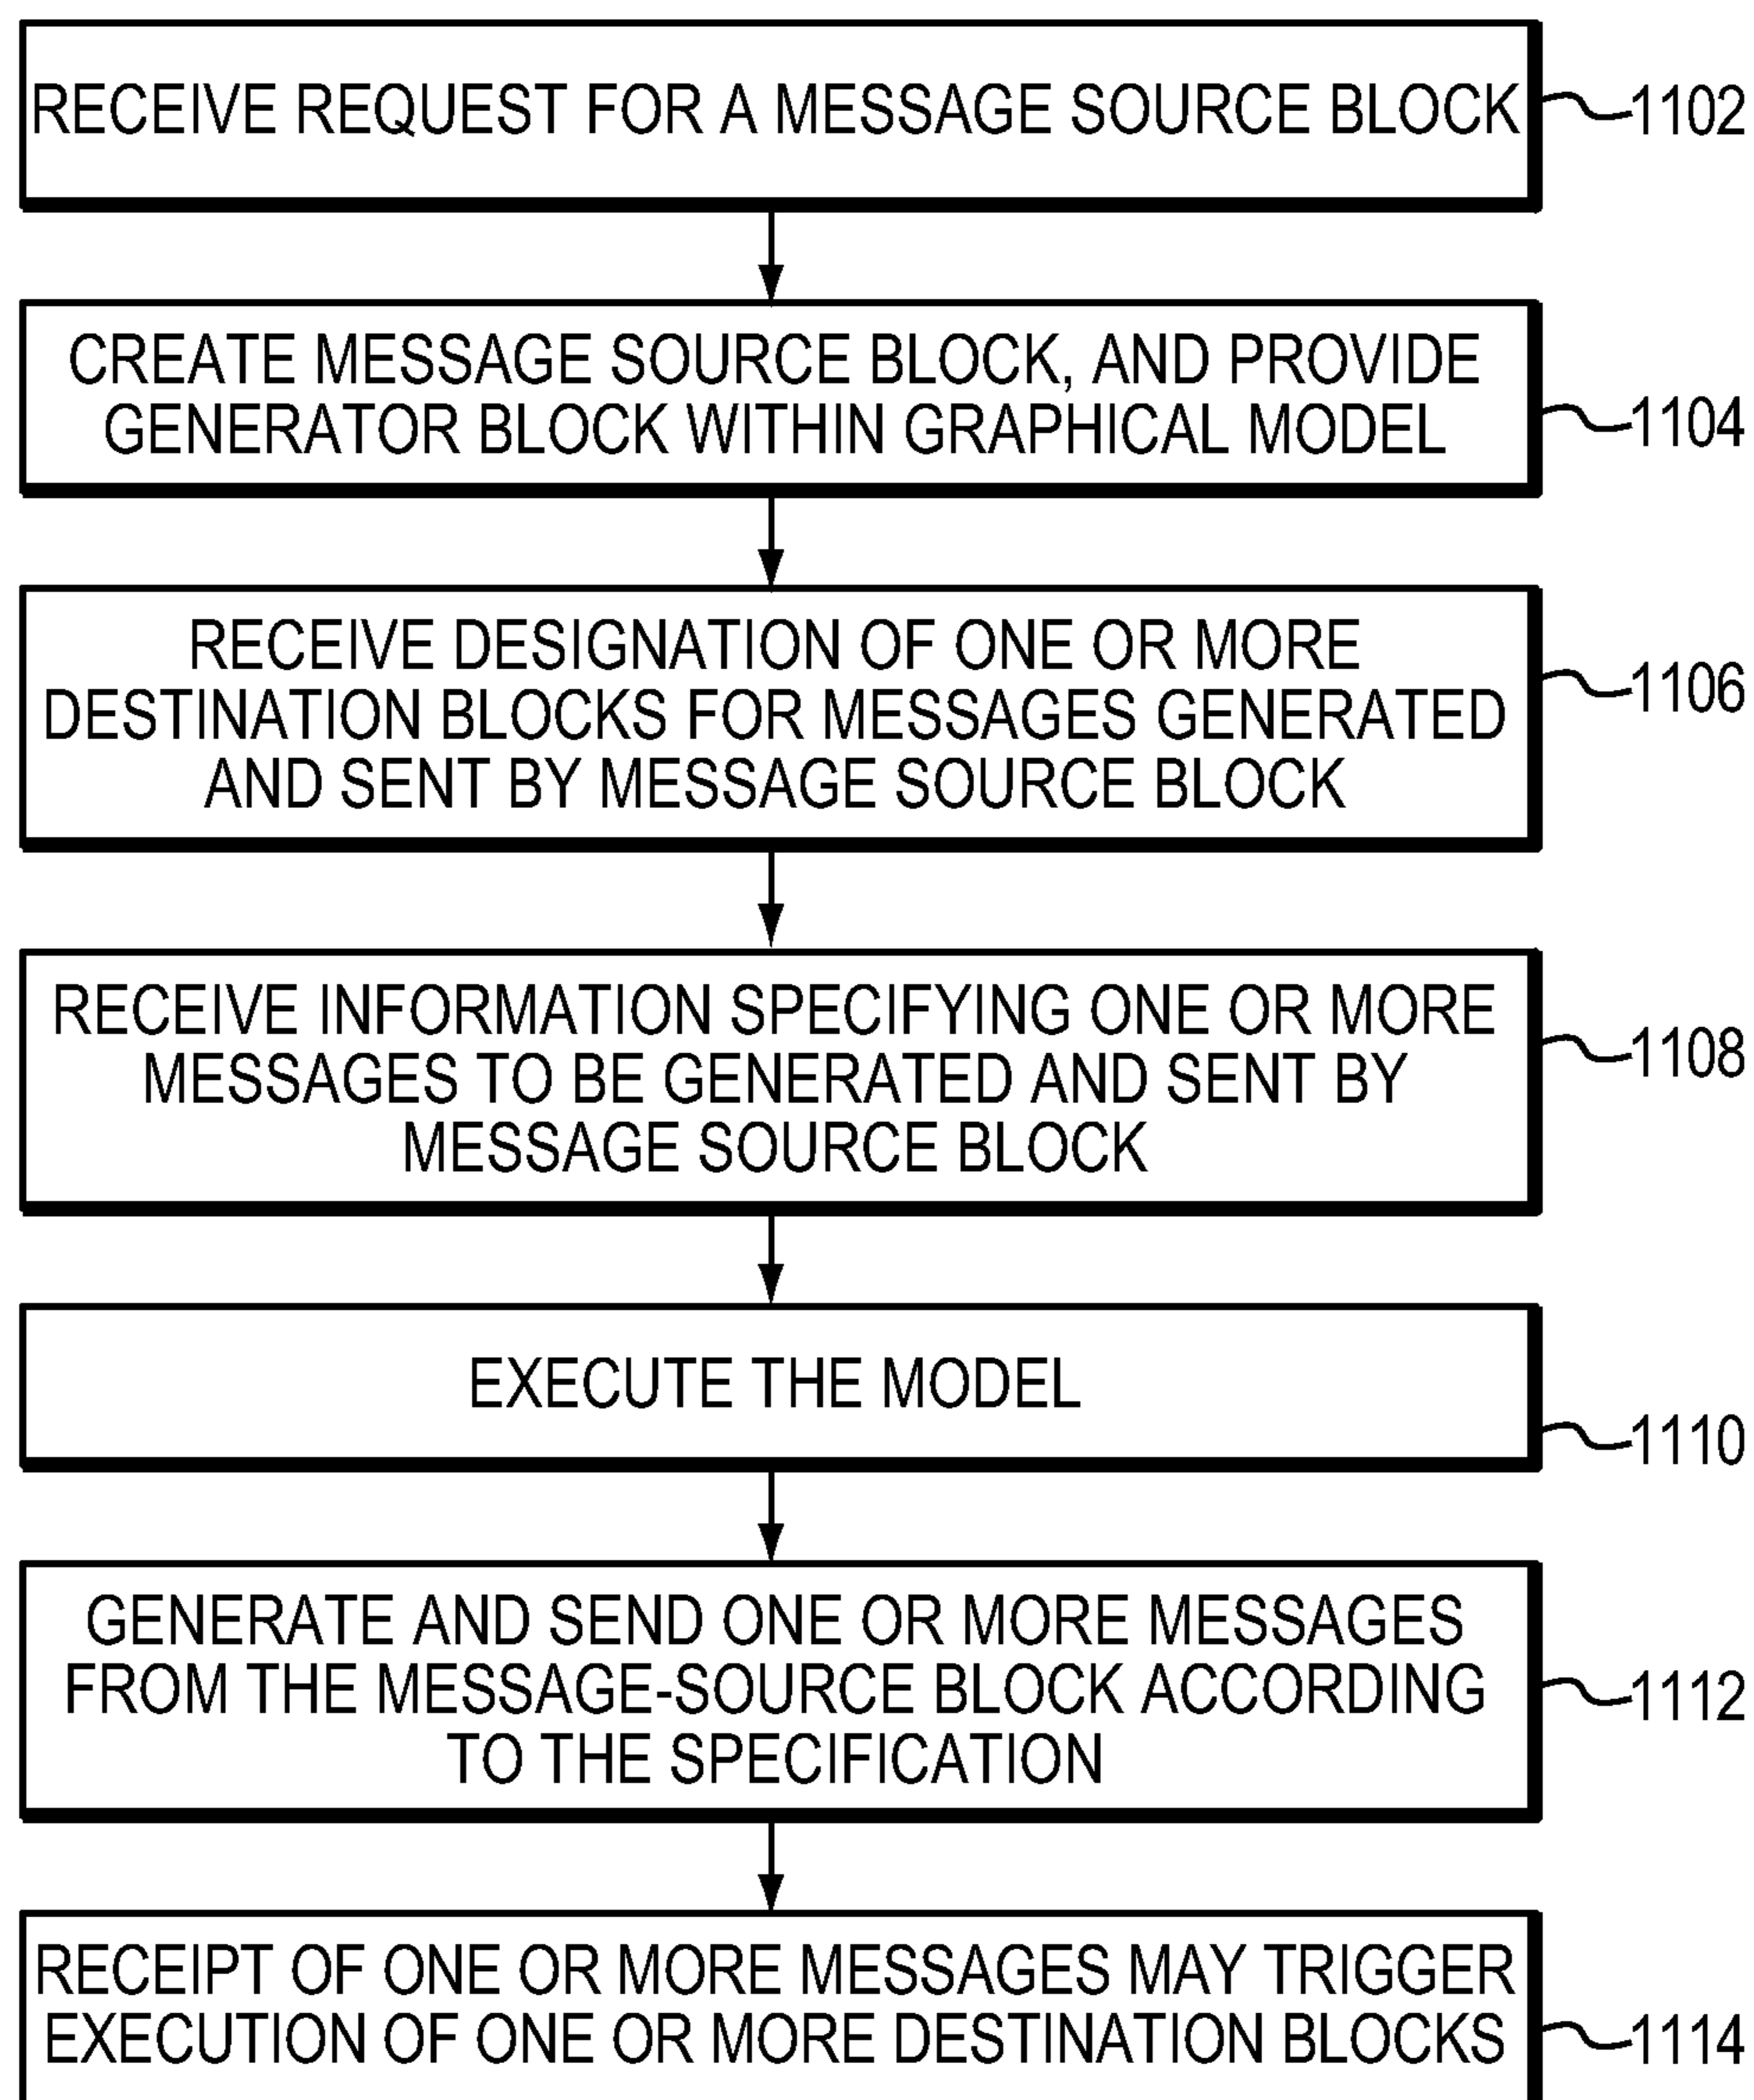 RECEIVE REQUEST FOR A MESSAGE SOURCE BLOCK
1102
CREATE MESSAGE SOURCE BLOCK, AND PROVIDE
GENERATOR BLOCK WITHIN GRAPHICAL MODEL
1104
RECEIVE DESIGNATION OF ONE OR MORE
DESTINATION BLOCKS FOR MESSAGES GENERATED
AND SENT BY MESSAGE SOURCE BLOCK
1106
RECEIVE INFORMATION SPECIFYING ONE OR MORE
MESSAGES TO BE GENERATED AND SENT BY
MESSAGE SOURCE BLOCK
1108
EXECUTE THE MODEL
1110
GENERATE AND SEND ONE OR MORE MESSAGES
FROM THE MESSAGE-SOURCE BLOCK ACCORDING
TO THE SPECIFICATION
1112
RECEIPT OF ONE OR MORE MESSAGES MAY TRIGGER
EXECUTION OF ONE OR MORE DESTINATION BLOCKS
1114